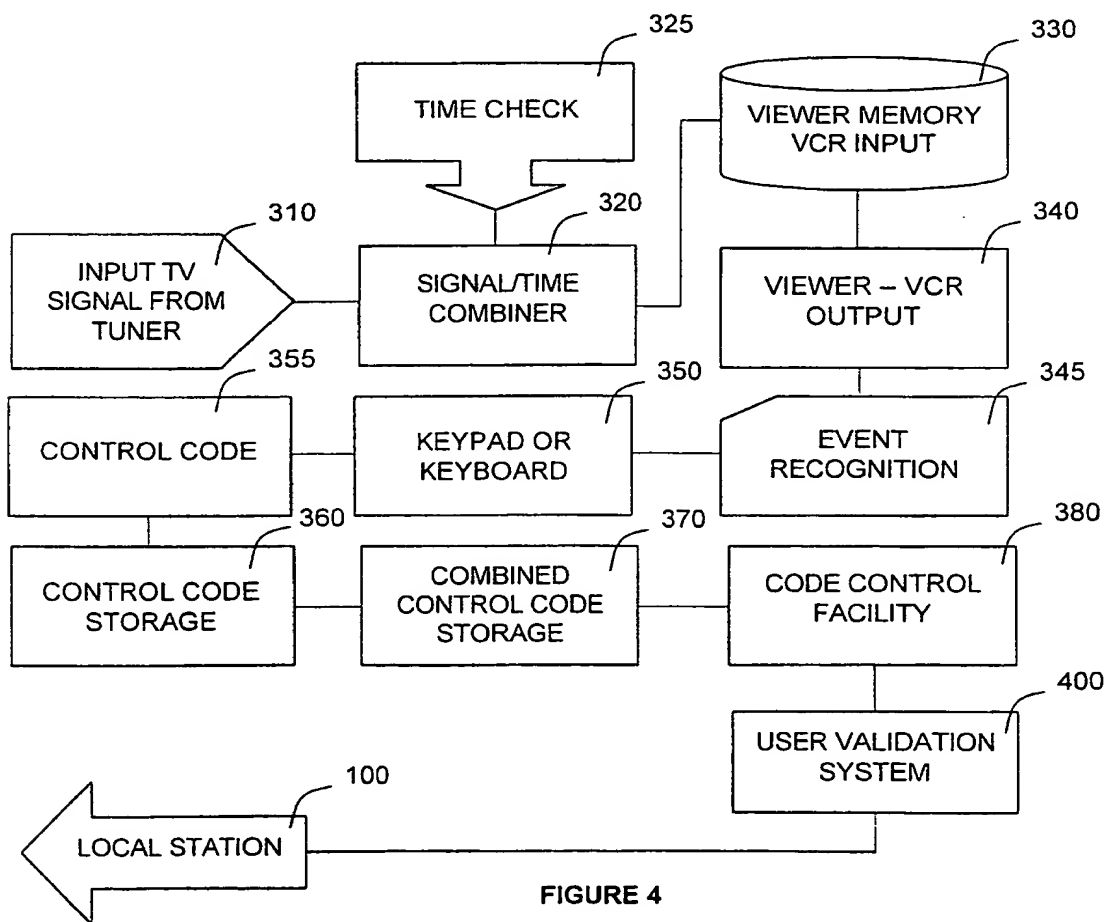 325
330
TIME CHECK
VIEWER MEMORY
VCR INPUT
310
320
340
INPUT TV
SIGNAL FROM
TUNER
SIGNAL/TIME
COMBINER
VIEWER – VCR
OUTPUT
355
350
345
CONTROL CODE
KEYPAD OR
KEYBOARD
EVENT
RECOGNITION
360
370
380
CONTROL CODE
STORAGE
COMBINED
CONTROL CODE
STORAGE
CODE CONTROL
FACILITY
400
USER VALIDATION
SYSTEM
100
LOCAL STATION
FIGURE 4